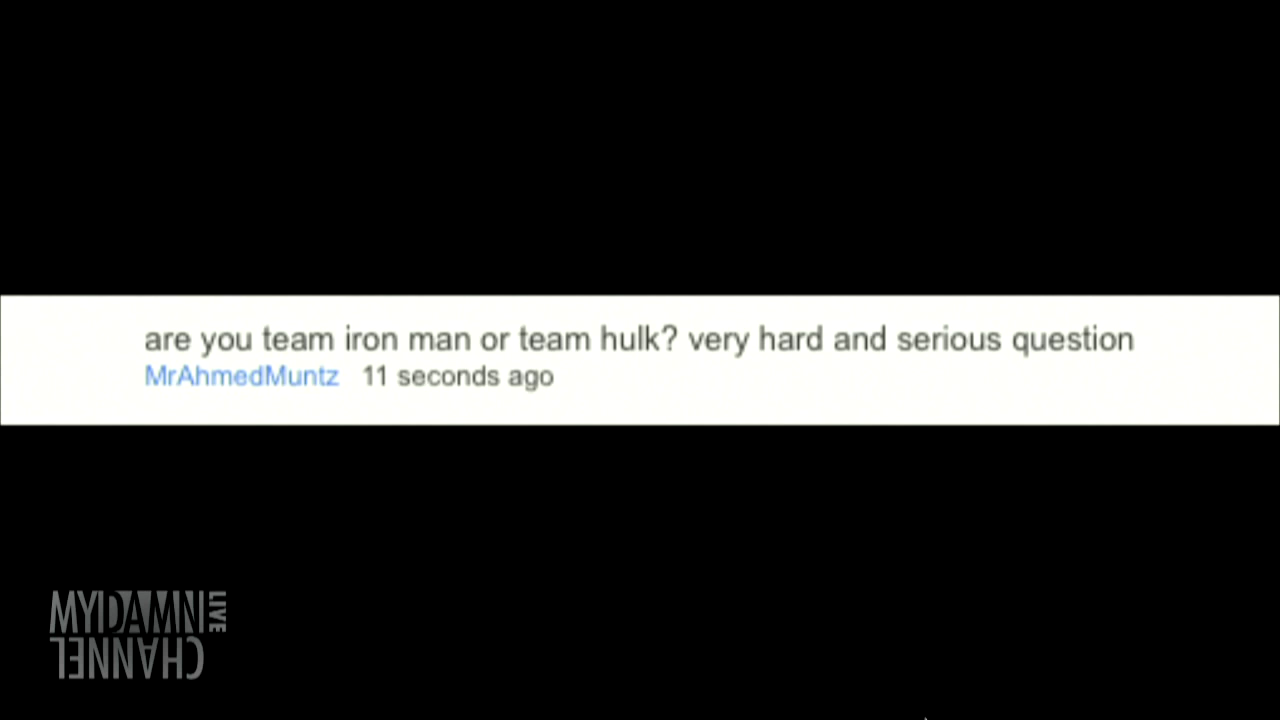 are you team iron man or team hulk? very hard and serious question
MrAhmedMuntz 11 seconds ago
MYDAMN LIVE
CHANNEL